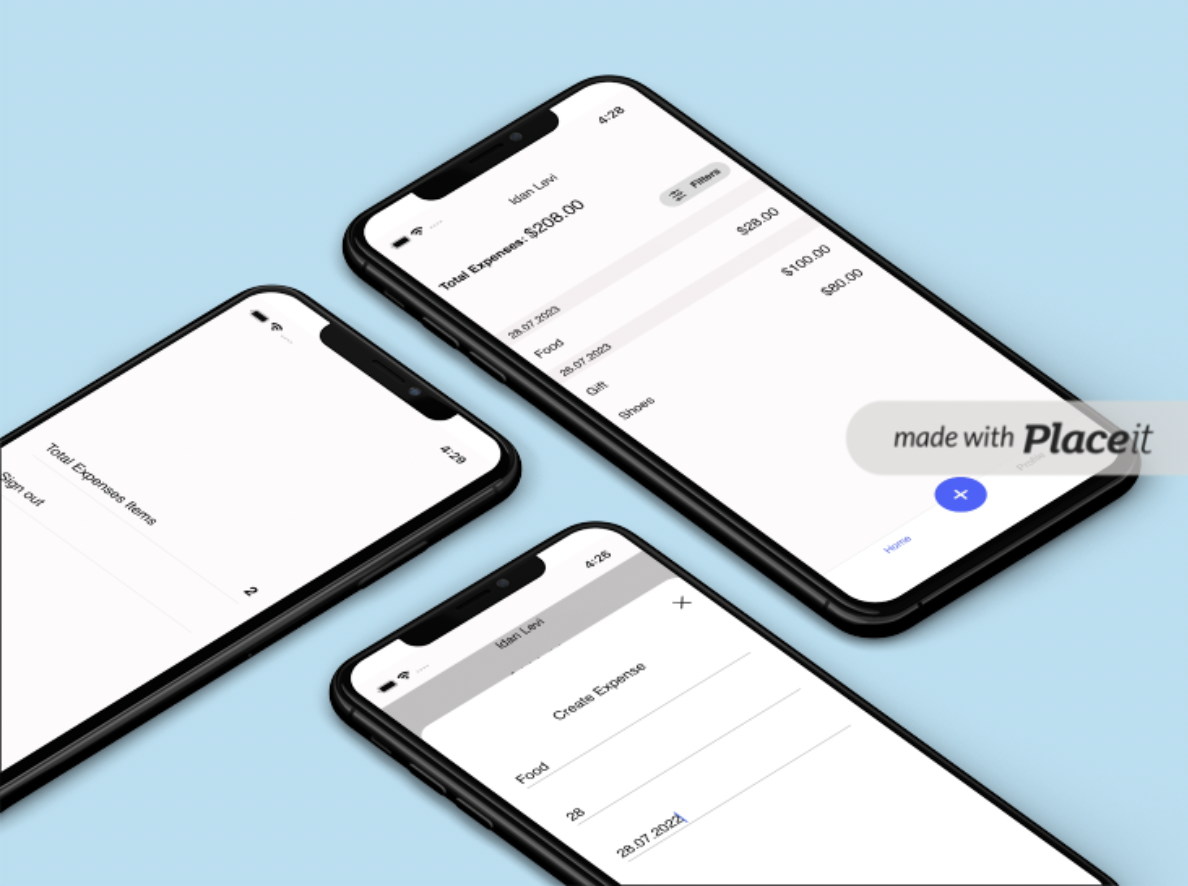 4:28
Idan Levi
Total Expenses: $208.00
Filters
28.07.2023
Food $28.00
26.07.2023
Gift $100.00
Shoes $80.00
Home
Profile
made with Placeit
4:29
Total Expenses Items 2
Sign out
4:26
Idan Levi
Create Expense
Food
28
28.07.2022